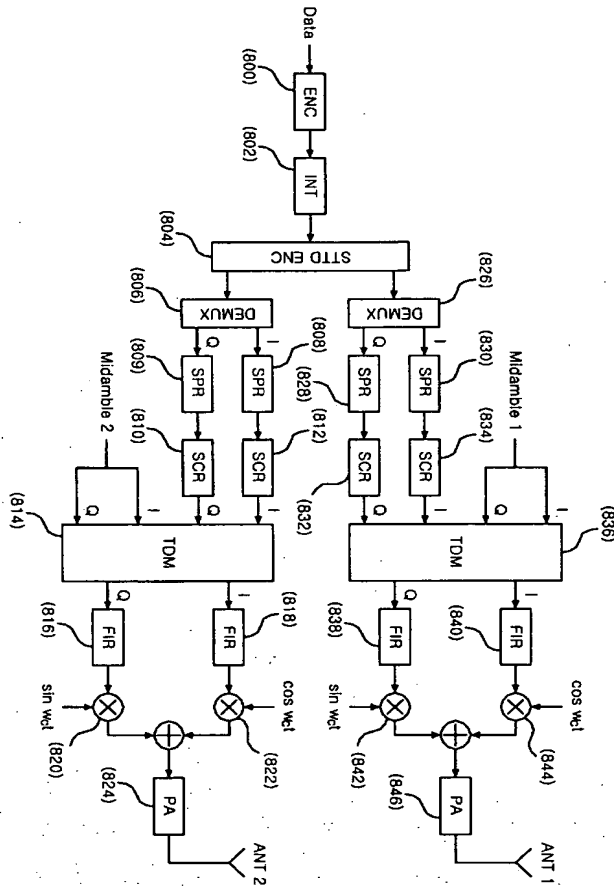 Data
ENC
(800)
INT
(802)
STTD ENC
(804)
DEMUX
(826)
I
Q
SPR
(830)
SPR
(828)
SCR
(834)
SCR
(832)
Midamble 1
I
Q
I
Q
TDM
(836)
I
Q
FIR
(840)
FIR
(838)
cos wct
(844)
sin wct
(842)
PA
(846)
ANT 1
DEMUX
(806)
I
Q
SPR
(808)
SPR
(809)
SCR
(812)
SCR
(810)
Midamble 2
I
Q
I
Q
TDM
(814)
I
Q
FIR
(818)
FIR
(816)
cos wct
(822)
sin wct
(820)
PA
(824)
ANT 2